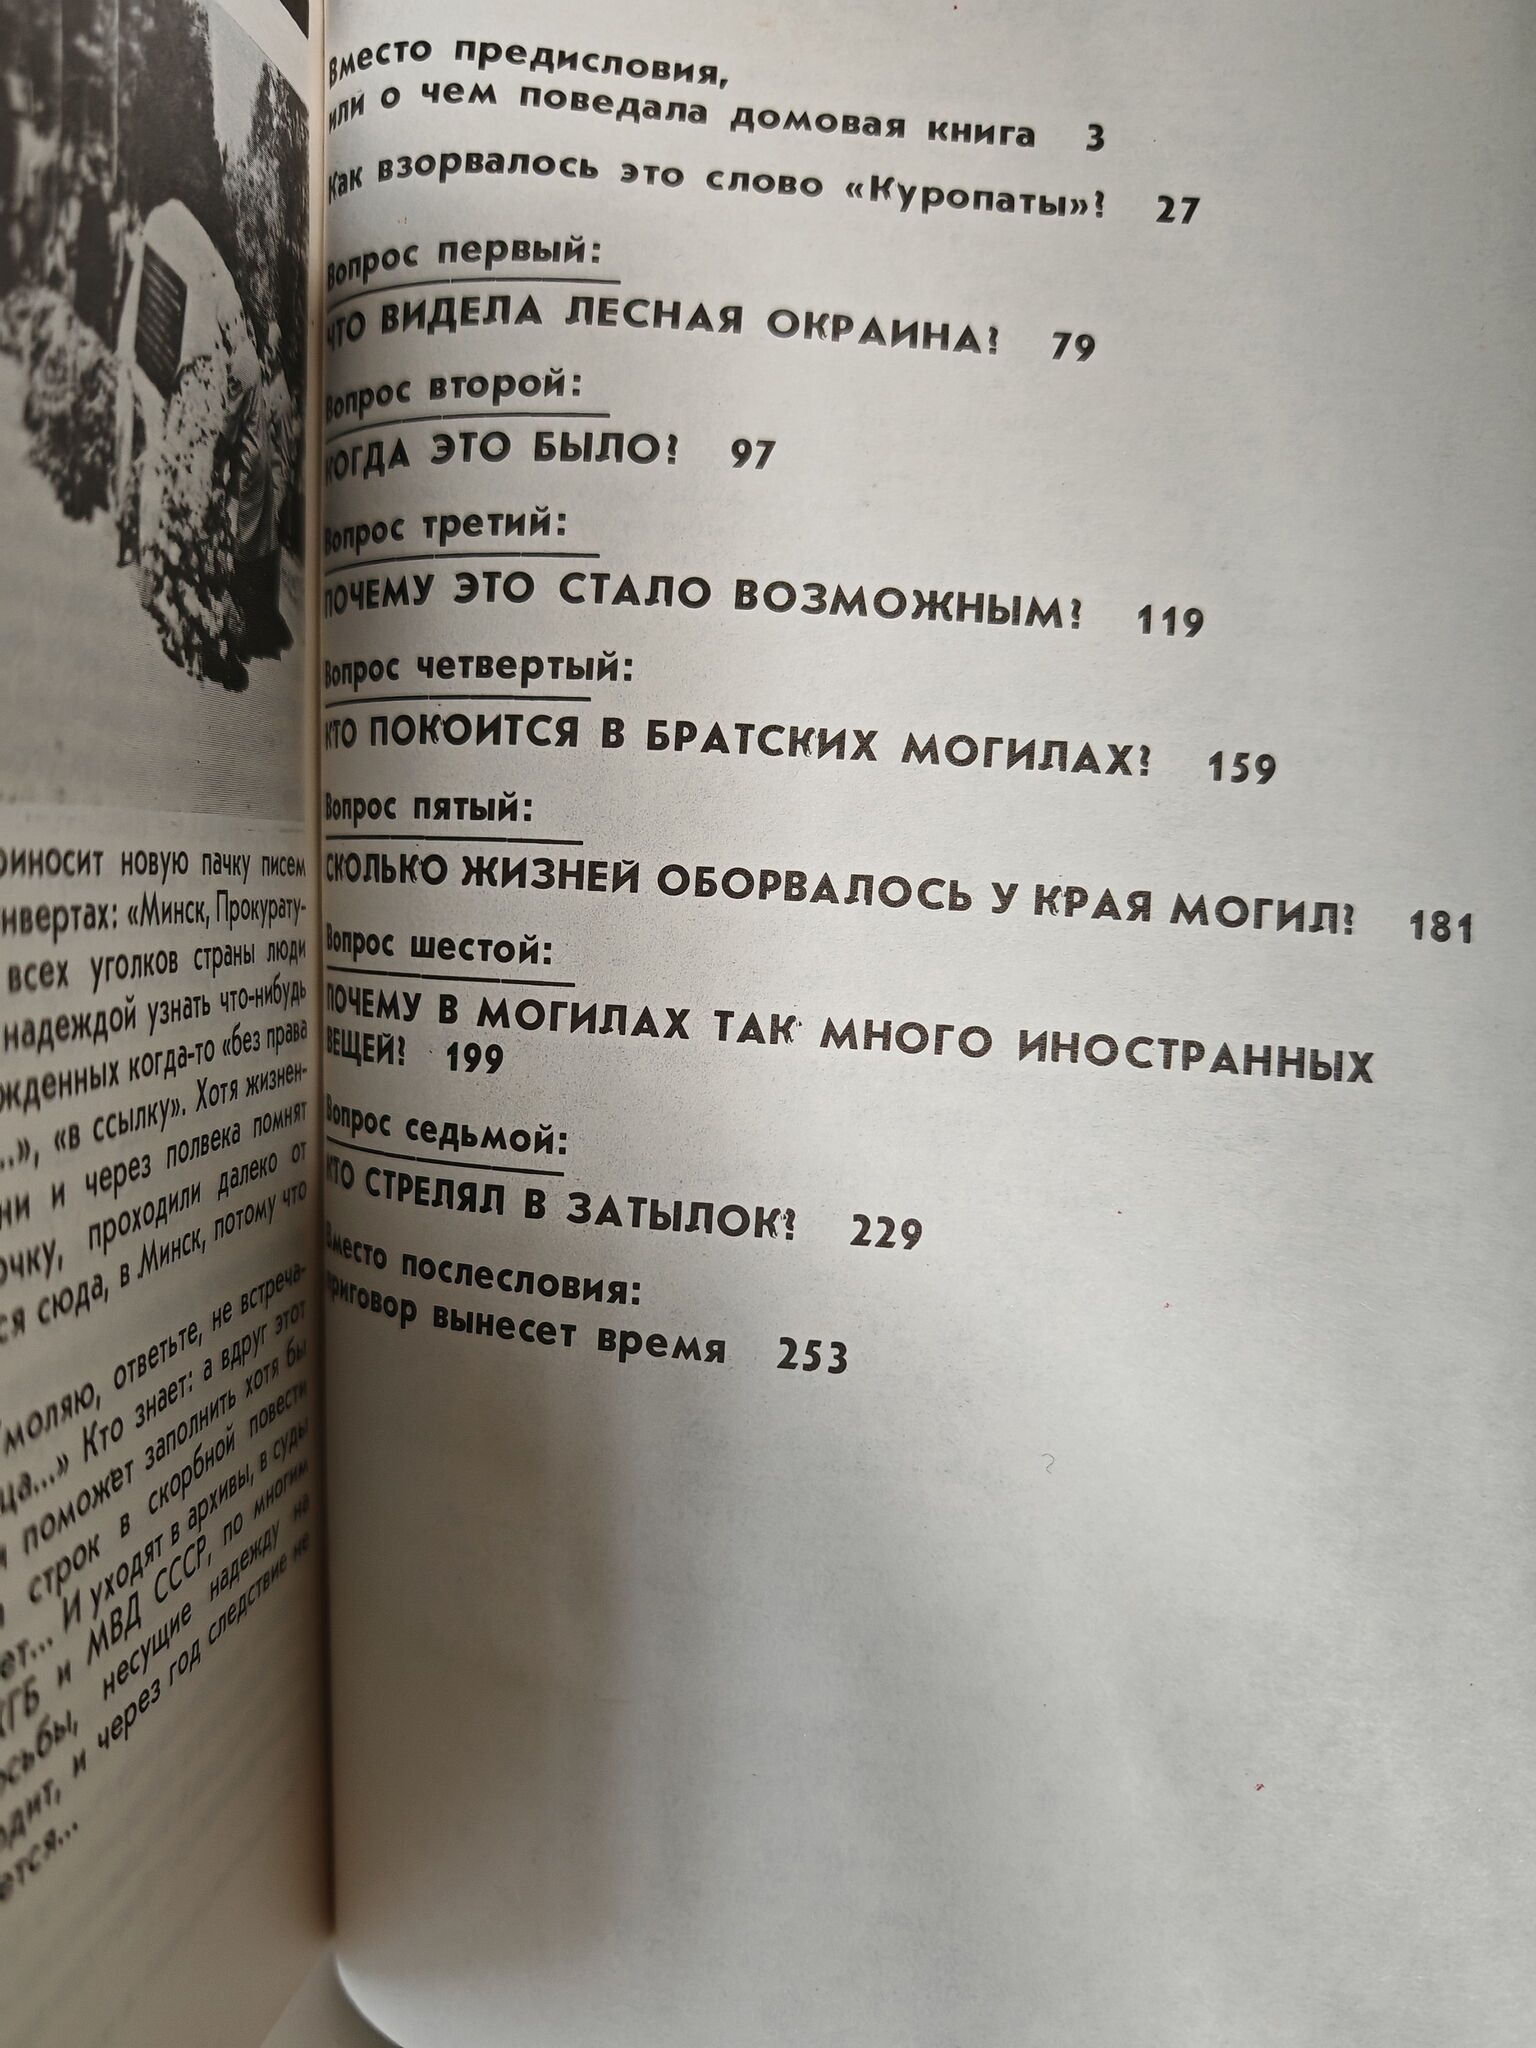 риносит новую пачку писем
нвертах: «Минск, Прокурату-
всех уголков страны люди
надеждой узнать что-нибудь
жденных когда-то «без права
...», «в ссылку». Хотя жизнен-
ни и через полвека помнят
очку, проходили далеко от
ся сюда, в Минск, потому что
моляю, ответьте, не встреча-
ца...» Кто знает: а вдруг этот
поможет заполнить хотя бы
строк в скорбной повести
ет... И уходят в архивы, в суды
КГБ и МВД СССР, по многим
осьбы, несущие надежду на
одит, и через год следствие не
ется...
Вместо предисловия,
или о чем поведала домовая книга 3
Как взорвалось это слово «Куропаты»? 27
Вопрос первый:
ЧТО ВИДЕЛА ЛЕСНАЯ ОКРАИНА? 79
Вопрос второй:
КОГДА ЭТО БЫЛО? 97
Вопрос третий:
ПОЧЕМУ ЭТО СТАЛО ВОЗМОЖНЫМ? 119
Вопрос четвертый:
КТО ПОКОИТСЯ В БРАТСКИХ МОГИЛАХ? 159
Вопрос пятый:
СКОЛЬКО ЖИЗНЕЙ ОБОРВАЛОСЬ У КРАЯ МОГИЛ? 181
Вопрос шестой:
ПОЧЕМУ В МОГИЛАХ ТАК МНОГО ИНОСТРАННЫХ
ВЕЩЕЙ? 199
Вопрос седьмой:
КТО СТРЕЛЯЛ В ЗАТЫЛОК? 229
Вместо послесловия:
приговор вынесет время 253